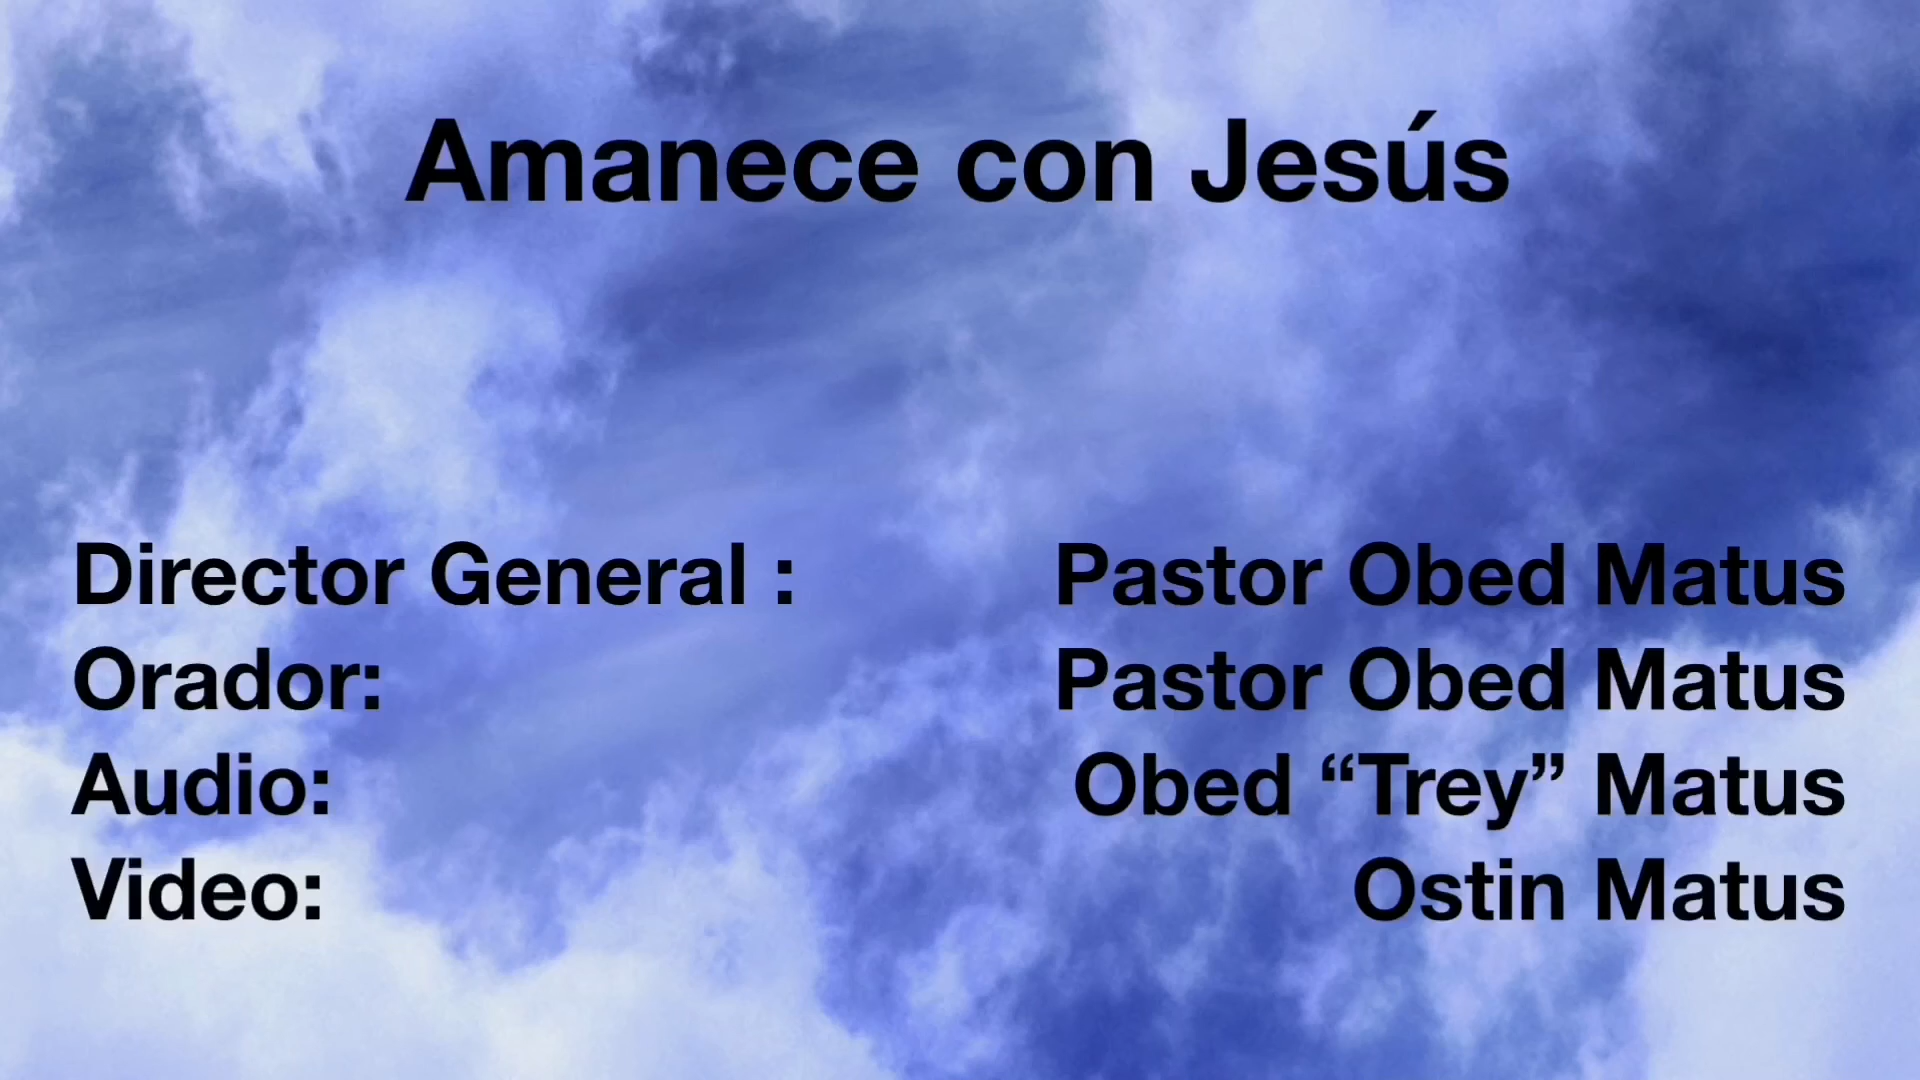 Amanece con Jesús
Director General : Pastor Obed Matus
Orador: Pastor Obed Matus
Audio: Obed “Trey” Matus
Video: Ostin Matus